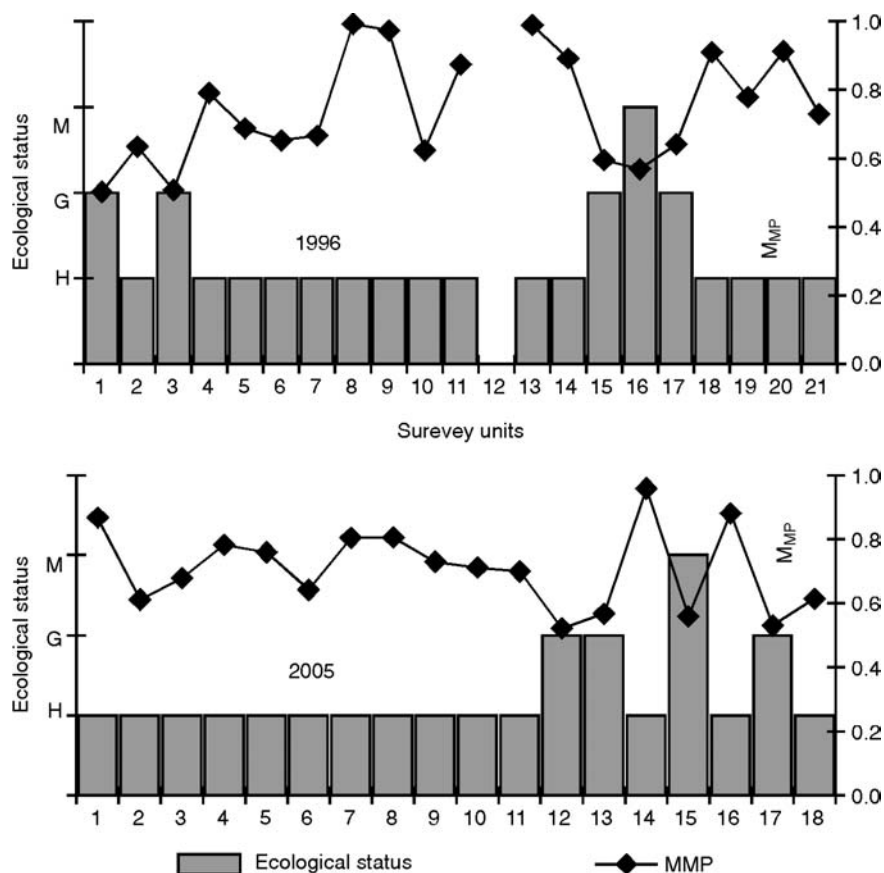 1.0
0.8
M
Ecological status
0.6
G
1996
M_MP
0.4
H
0.2
0.0
1 2 3 4 5 6 7 8 9 10 11 12 13 14 15 16 17 18 19 20 21
Surevey units
1.0
0.8
M
M_MP
Ecological status
0.6
G
2005
0.4
H
0.2
0.0
1 2 3 4 5 6 7 8 9 10 11 12 13 14 15 16 17 18
Ecological status MMP